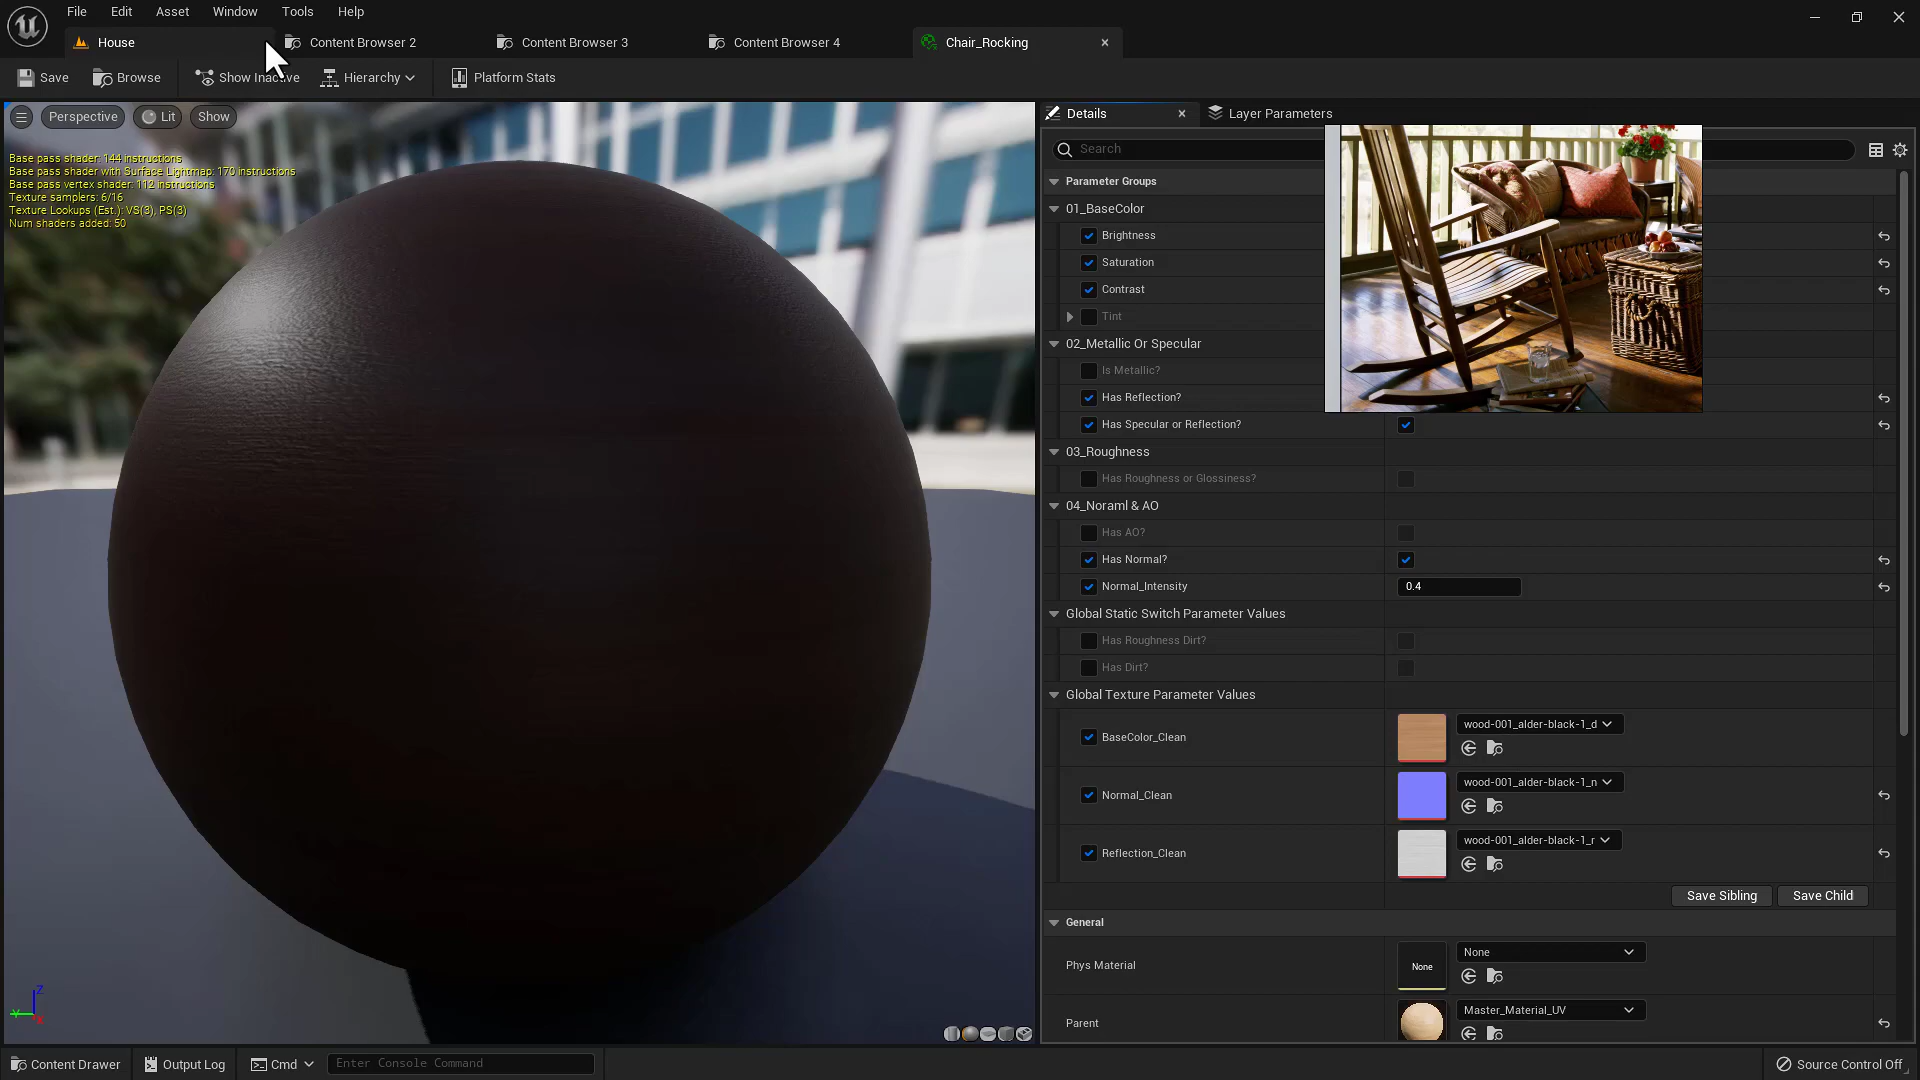 File Edit Asset Window Tools Help
House Content Browser 2 Content Browser 3 Content Browser 4 Chair_Rocking
Save Browse Show Inactive Hierarchy Platform Stats
Perspective Lit Show
Base pass shader: 144 instructions
Base pass shader with Surface Lightmap: 170 instructions
Base pass vertex shader: 112 instructions
Texture samplers: 6/16
Texture Lookups (Est.): VS(3), PS(3)
Num shaders added: 50
Z
Y
X
Details Layer Parameters
Search
Parameter Groups
01_BaseColor
Brightness
Saturation
Contrast
Tint
02_Metallic Or Specular
Is Metallic?
Has Reflection?
Has Specular or Reflection?
03_Roughness
Has Roughness or Glossiness?
04_Noraml & AO
Has AO?
Has Normal?
Normal_Intensity 0.4
Global Static Switch Parameter Values
Has Roughness Dirt?
Has Dirt?
Global Texture Parameter Values
BaseColor_Clean wood-001_alder-black-1_d
Normal_Clean wood-001_alder-black-1_n
Reflection_Clean wood-001_alder-black-1_r
Save Sibling Save Child
General
Phys Material None None
Parent Master_Material_UV
Content Drawer Output Log Cmd Enter Console Command Source Control Off